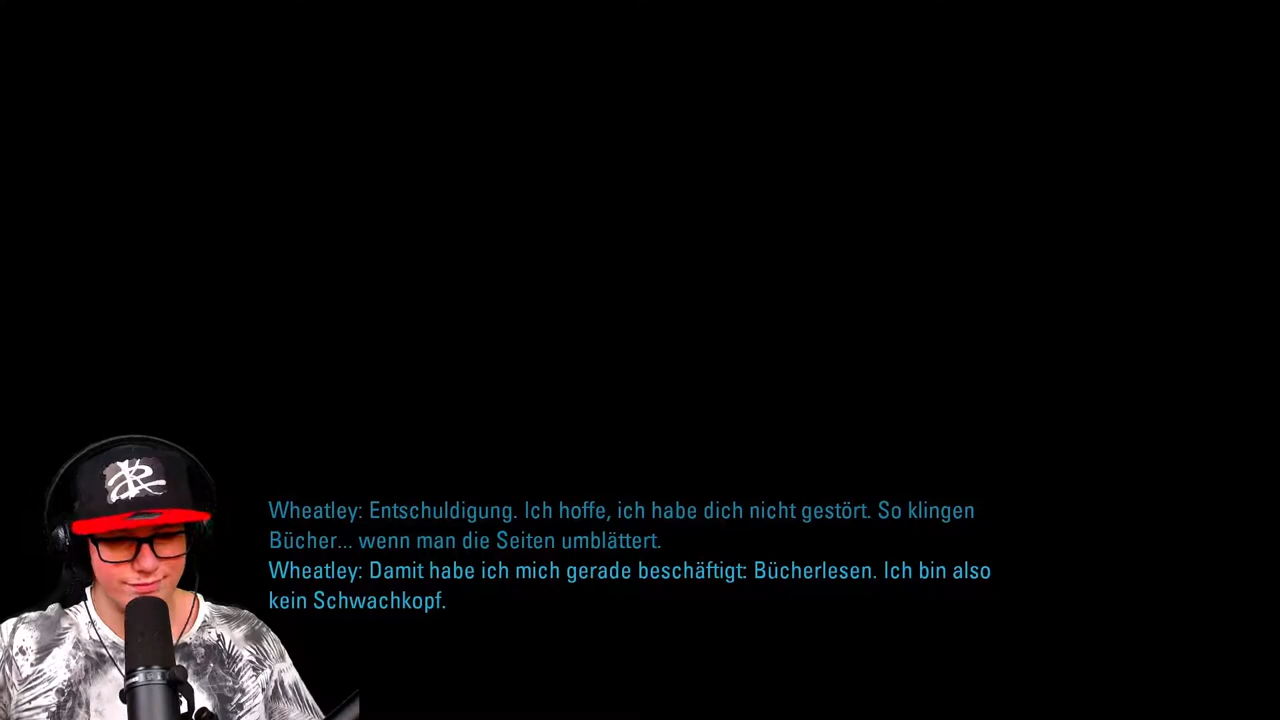 Wheatley: Entschuldigung. Ich hoffe, ich habe dich nicht gestört. So klingen
Bücher... wenn man die Seiten umblättert.
Wheatley: Damit habe ich mich gerade beschäftigt: Bücherlesen. Ich bin also
kein Schwachkopf.